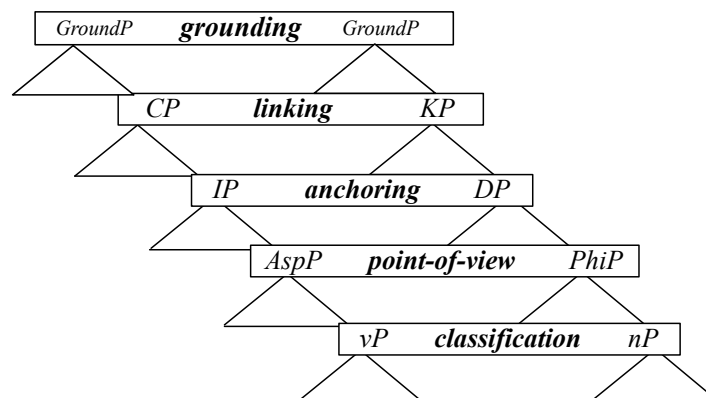 GroundP grounding GroundP
CP linking KP
IP anchoring DP
AspP point-of-view PhiP
vP classification nP